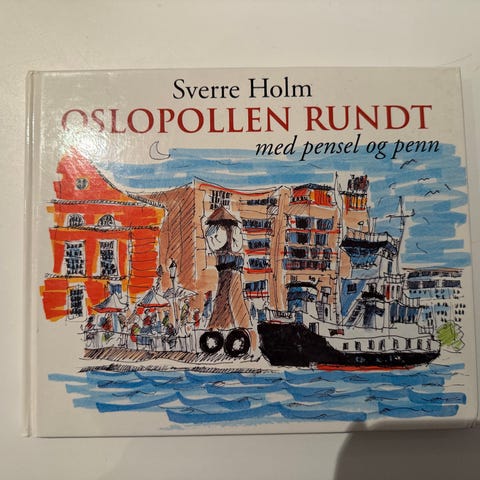 Sverre Holm
OSLOPOLLEN RUNDT
med pensel og penn